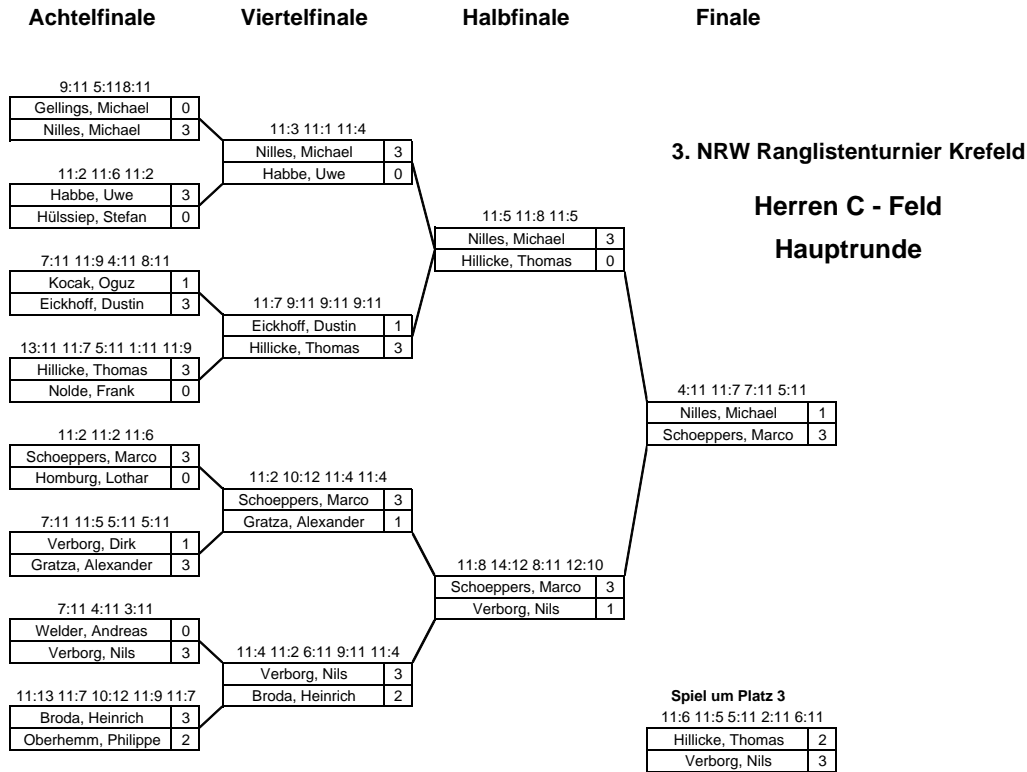 Achtelfinale Viertelfinale Halbfinale Finale
9:11 5:118:11
Gellings, Michael 0
Nilles, Michael 3
11:2 11:6 11:2
Habbe, Uwe 3
Hülssiep, Stefan 0
7:11 11:9 4:11 8:11
Kocak, Oguz 1
Eickhoff, Dustin 3
13:11 11:7 5:11 1:11 11:9
Hillicke, Thomas 3
Nolde, Frank 0
11:2 11:2 11:6
Schoeppers, Marco 3
Homburg, Lothar 0
7:11 11:5 5:11 5:11
Verborg, Dirk 1
Gratza, Alexander 3
7:11 4:11 3:11
Welder, Andreas 0
Verborg, Nils 3
11:13 11:7 10:12 11:9 11:7
Broda, Heinrich 3
Oberhemm, Philippe 2
11:3 11:1 11:4
Nilles, Michael 3
Habbe, Uwe 0
11:7 9:11 9:11 9:11
Eickhoff, Dustin 1
Hillicke, Thomas 3
11:2 10:12 11:4 11:4
Schoeppers, Marco 3
Gratza, Alexander 1
11:4 11:2 6:11 9:11 11:4
Verborg, Nils 3
Broda, Heinrich 2
11:5 11:8 11:5
Nilles, Michael 3
Hillicke, Thomas 0
11:8 14:12 8:11 12:10
Schoeppers, Marco 3
Verborg, Nils 1
3. NRW Ranglistenturnier Krefeld
Herren C - Feld
Hauptrunde
4:11 11:7 7:11 5:11
Nilles, Michael 1
Schoeppers, Marco 3
Spiel um Platz 3
11:6 11:5 5:11 2:11 6:11
Hillicke, Thomas 2
Verborg, Nils 3